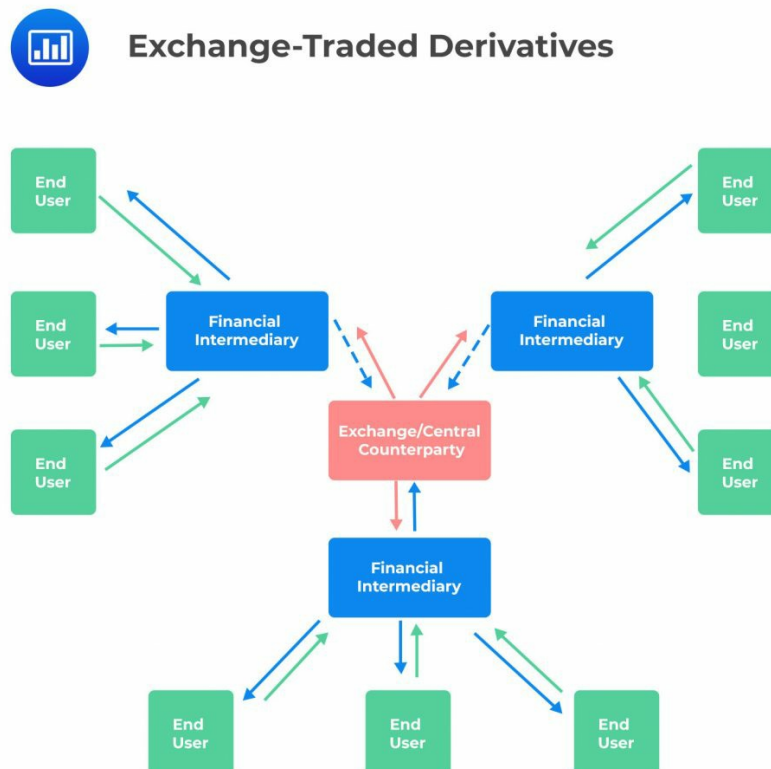 Exchange-Traded Derivatives
End
User
End
User
End
User
Financial
Intermediary
Financial
Intermediary
End
User
End
User
End
User
Exchange/Central
Counterparty
Financial
Intermediary
End
User
End
User
End
User